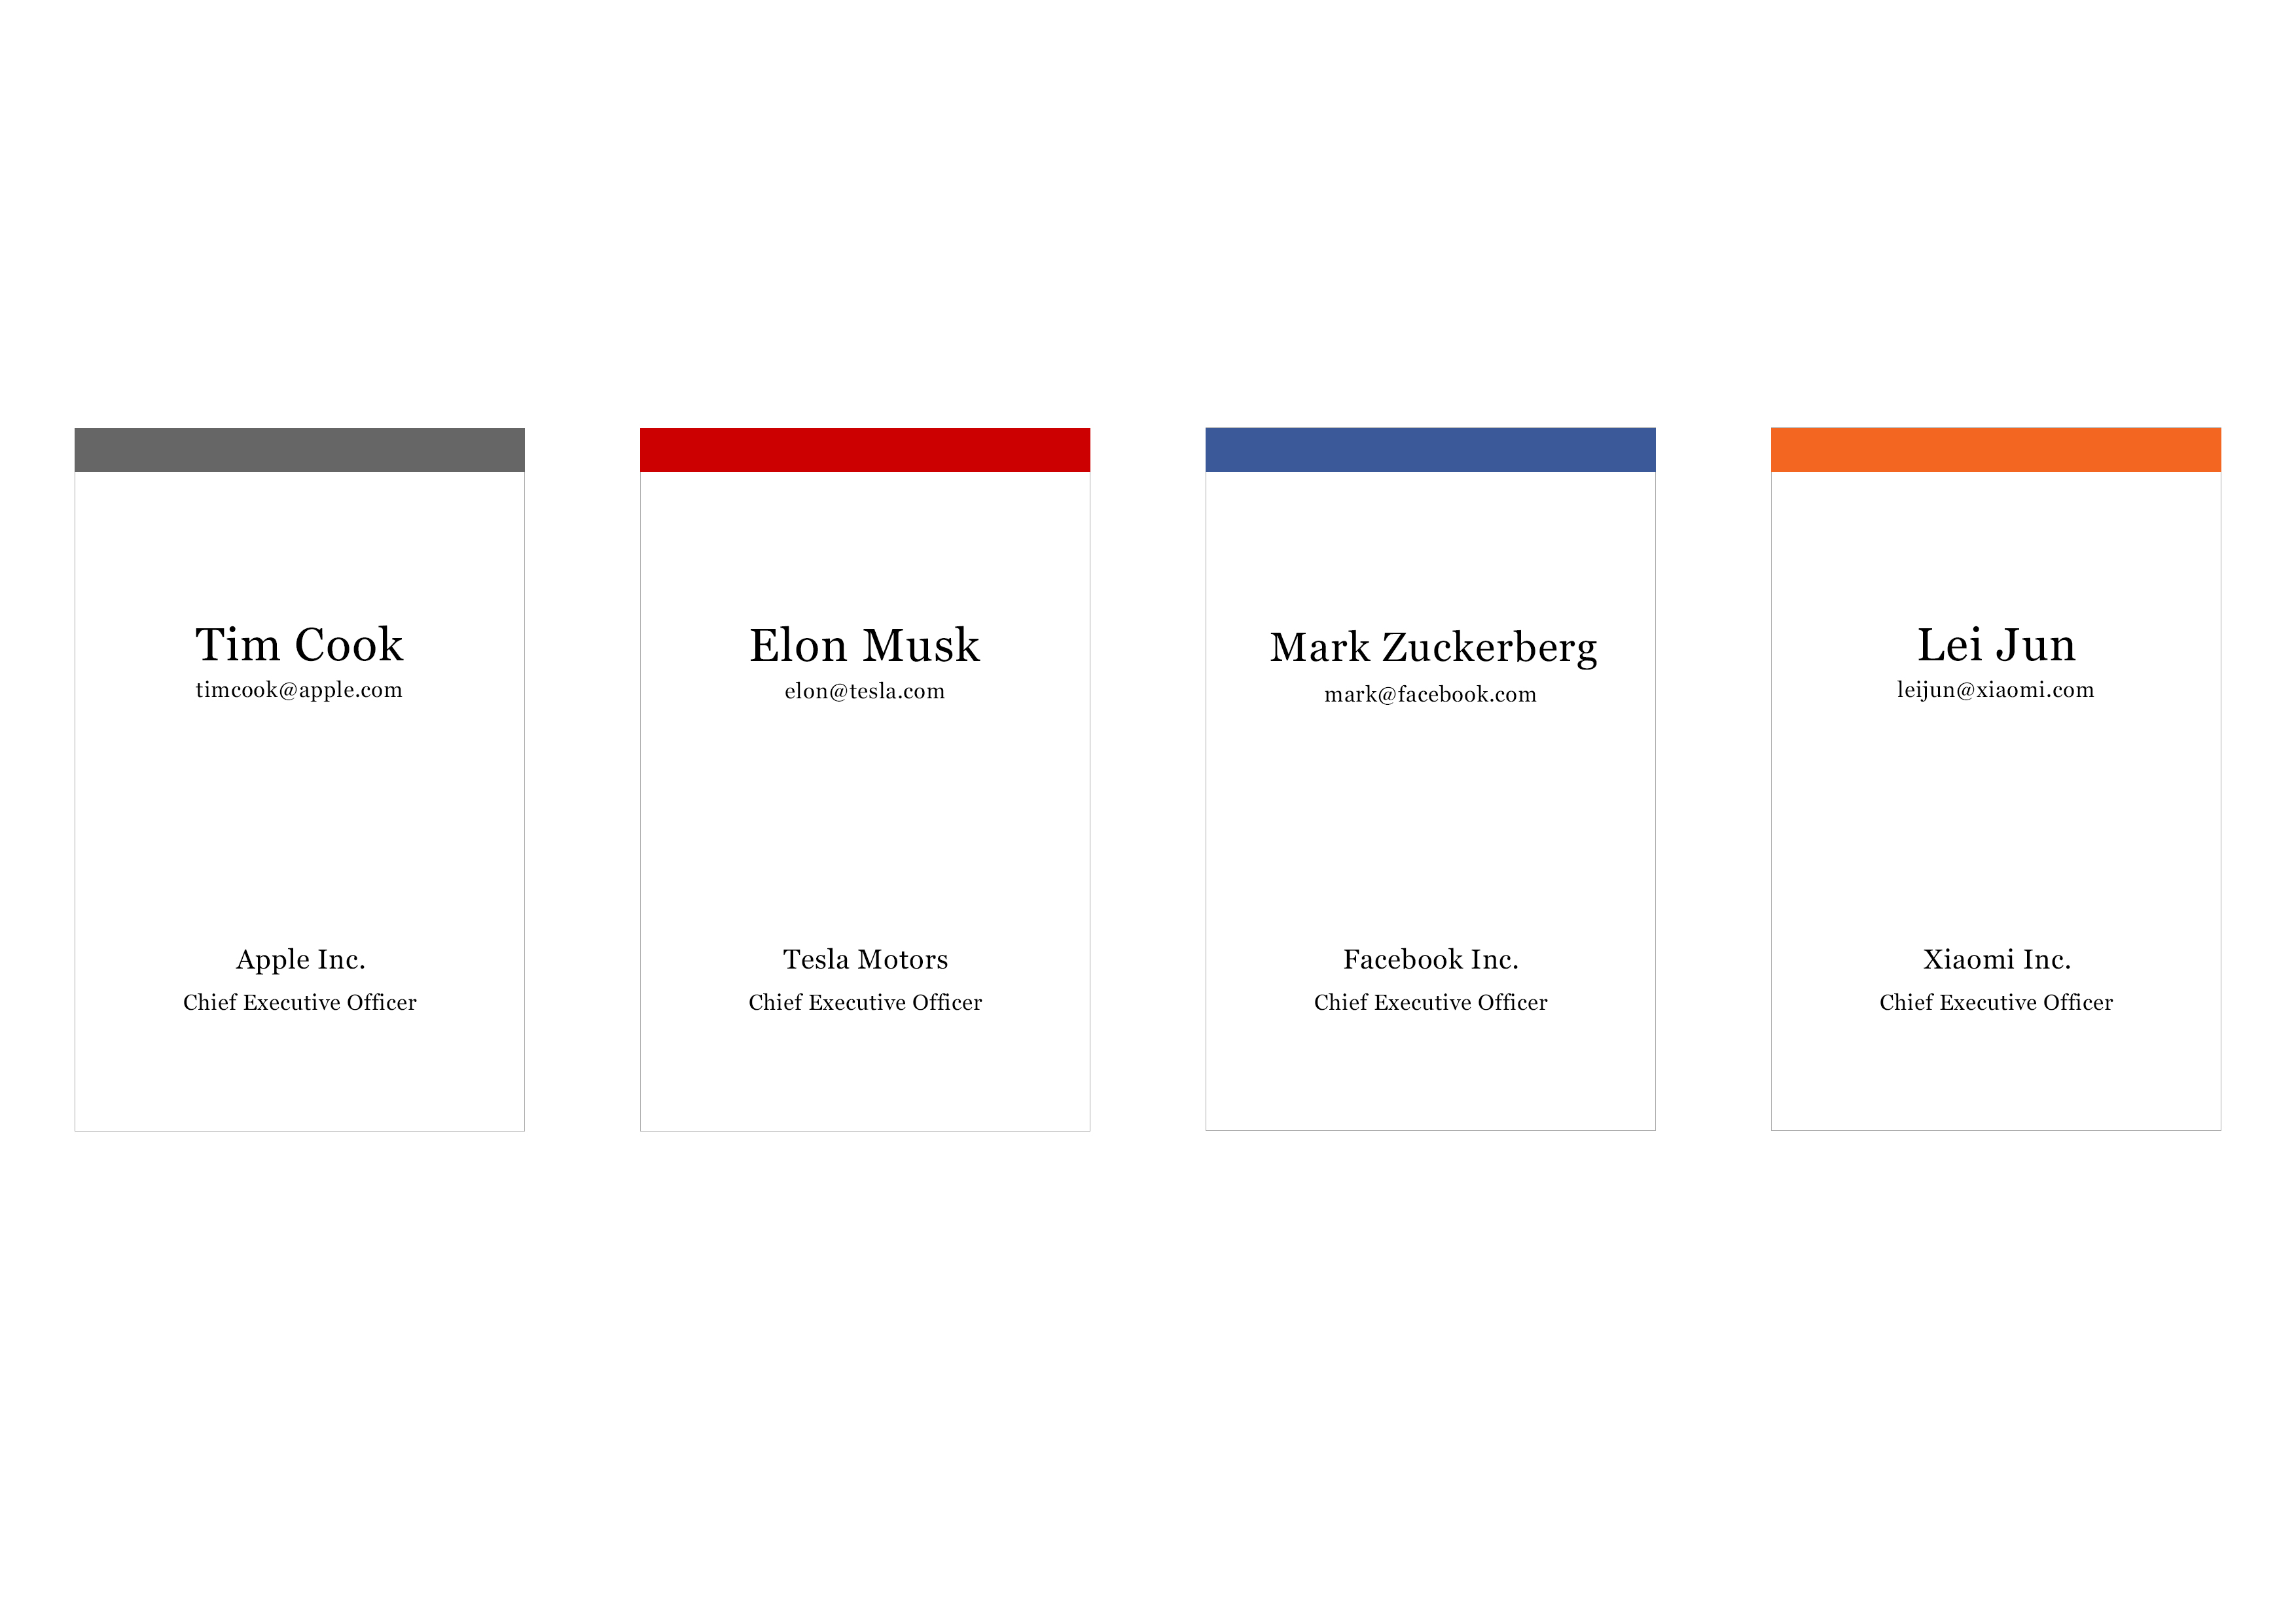 Tim Cook
timcook@apple.com
Apple Inc.
Chief Executive Officer
Elon Musk
elon@tesla.com
Tesla Motors
Chief Executive Officer
Mark Zuckerberg
mark@facebook.com
Facebook Inc.
Chief Executive Officer
Lei Jun
leijun@xiaomi.com
Xiaomi Inc.
Chief Executive Officer